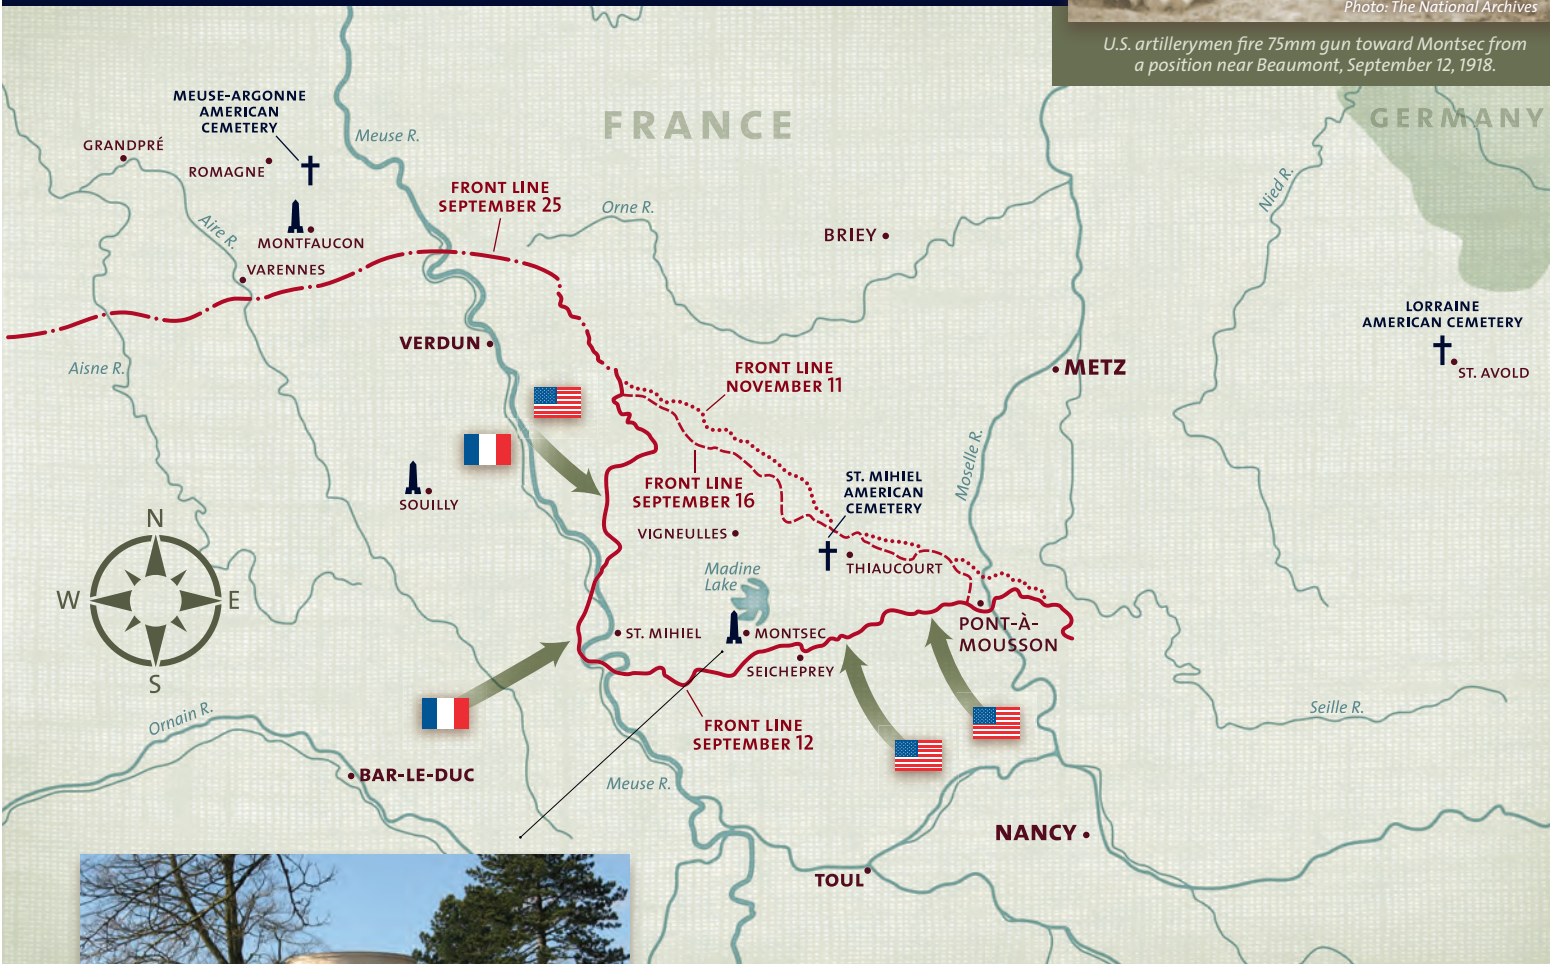 Photo: The National Archives
U.S. artillerymen fire 75mm gun toward Montsec from
a position near Beaumont, September 12, 1918.
FRANCE
GERMANY
MEUSE-ARGONNE
AMERICAN
CEMETERY
GRANDPRÉ
ROMAGNE
Meuse R.
Aire R.
MONTFAUCON
VARENNES
FRONT LINE
SEPTEMBER 25
Orne R.
BRIEY
Nied R.
LORRAINE
AMERICAN CEMETERY
ST. AVOLD
Aisne R.
VERDUN
FRONT LINE
NOVEMBER 11
METZ
Moselle R.
SOUILLY
FRONT LINE
SEPTEMBER 16
ST. MIHIEL
AMERICAN
CEMETERY
VIGNEULLES
THIAUCOURT
Madine
Lake
N
W
E
S
ST. MIHIEL
MONTSEC
SEICHEPREY
PONT-À-
MOUSSON
Ornain R.
FRONT LINE
SEPTEMBER 12
Seille R.
BAR-LE-DUC
Meuse R.
NANCY
TOUL